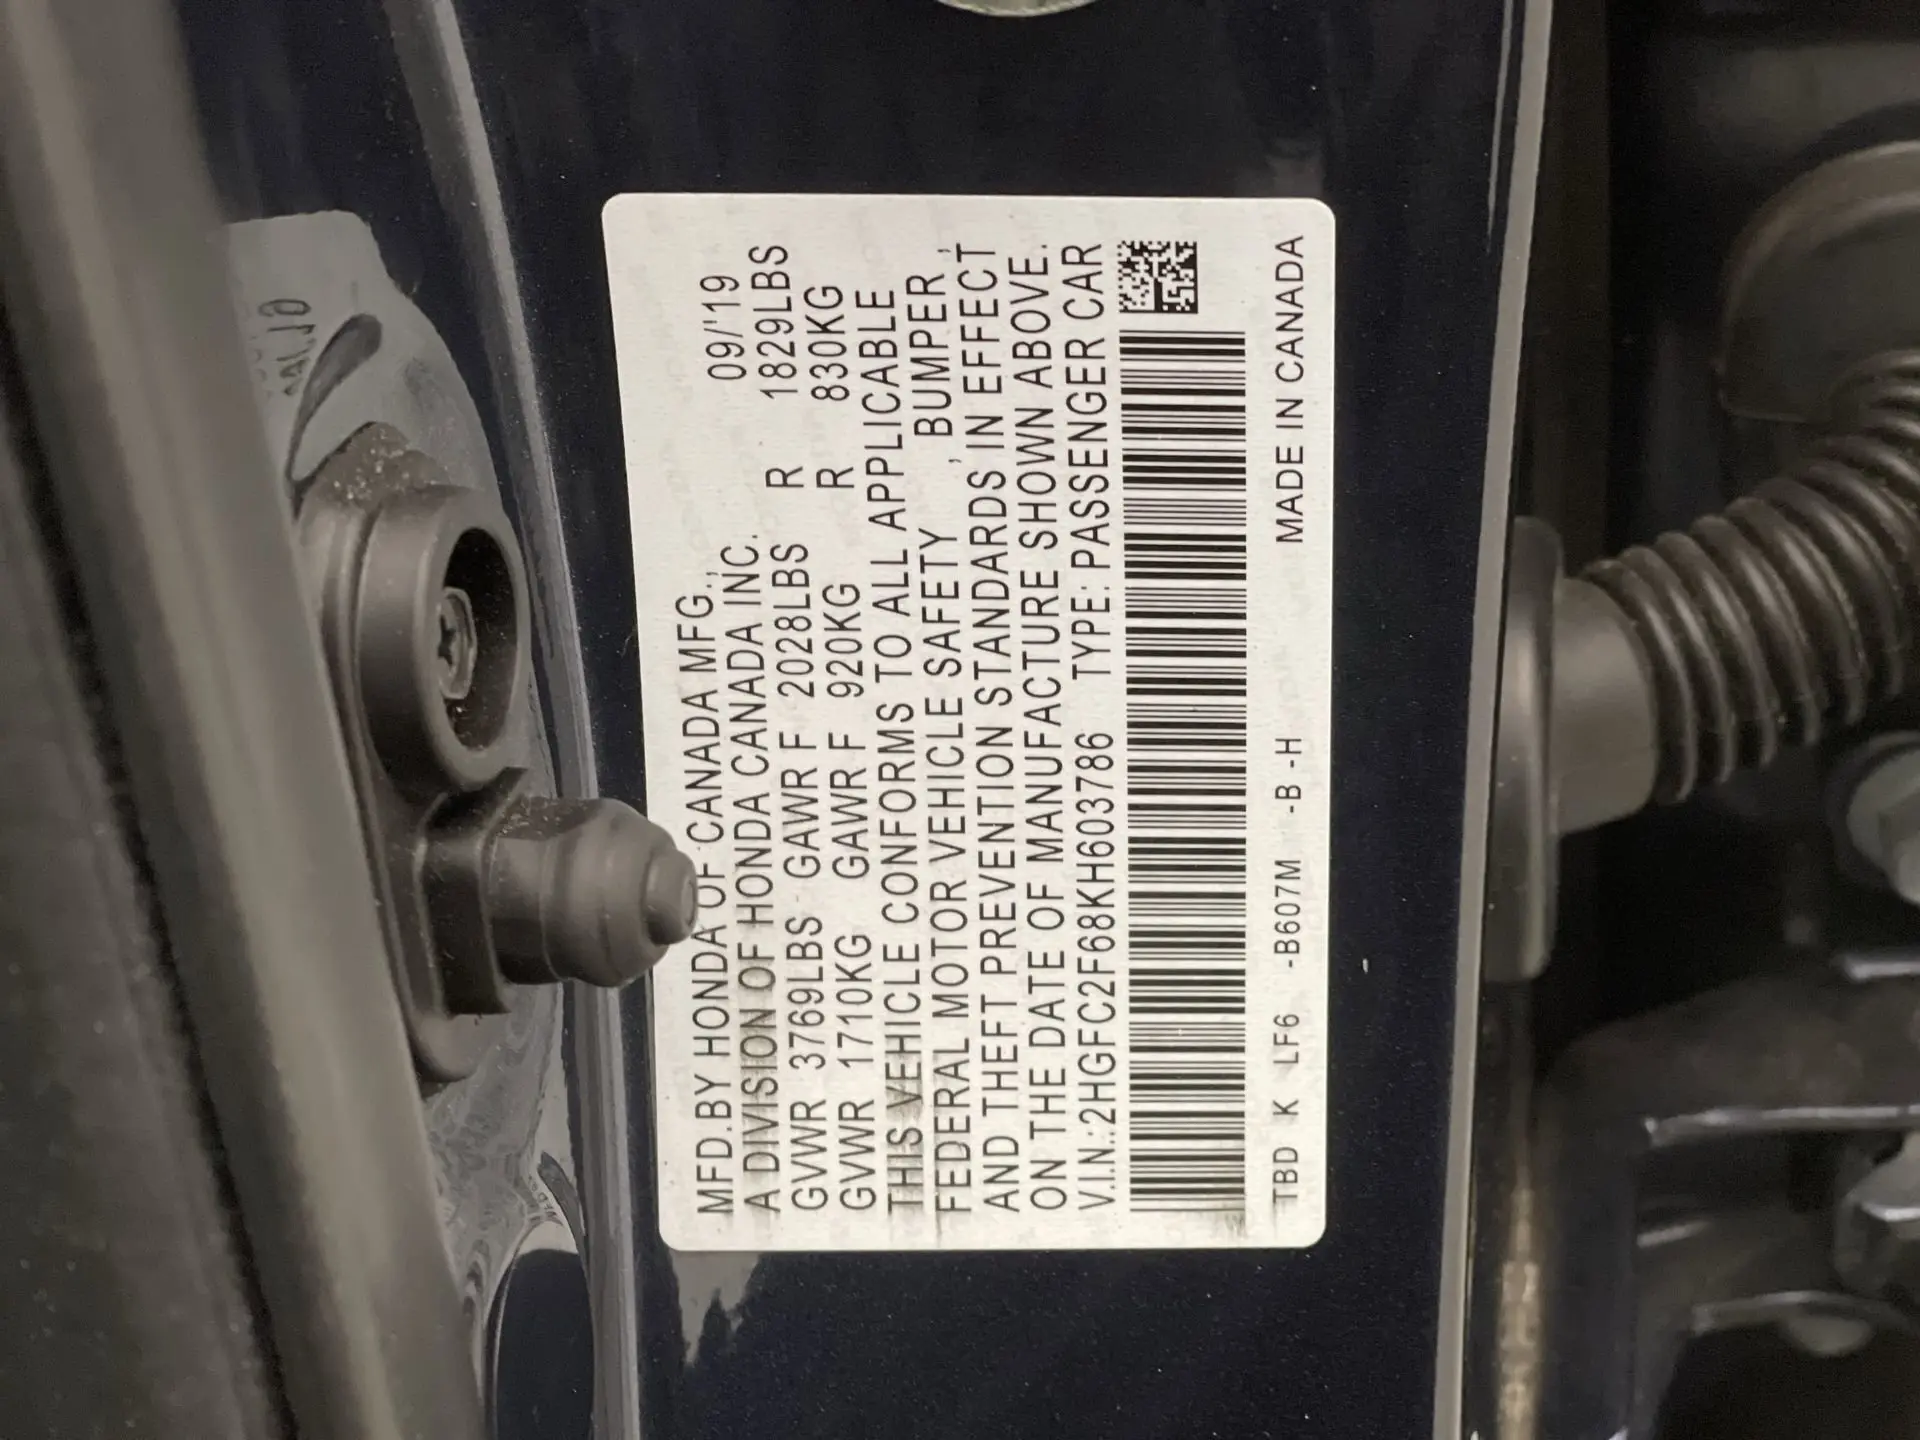 MFD.BY HONDA OF CANADA MFG.,
A DIVISION OF HONDA CANADA INC. 09/'19
GVWR 3769LBS GAWR F 2028LBS R 1829LBS
GVWR 1710KG GAWR F 920KG R 830KG
THIS VEHICLE CONFORMS TO ALL APPLICABLE
FEDERAL MOTOR VEHICLE SAFETY , BUMPER ,
AND THEFT PREVENTION STANDARDS IN EFFECT
ON THE DATE OF MANUFACTURE SHOWN ABOVE.
V.I.N.:2HGFC2F68KH603786 TYPE: PASSENGER CAR
TBD K LF6 -B607M -B -H MADE IN CANADA